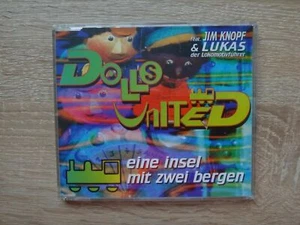 feat. JIM KNOPF
& LUKAS
der Lokomotivführer
DOLLS
UNITED
eine insel
mit zwei bergen